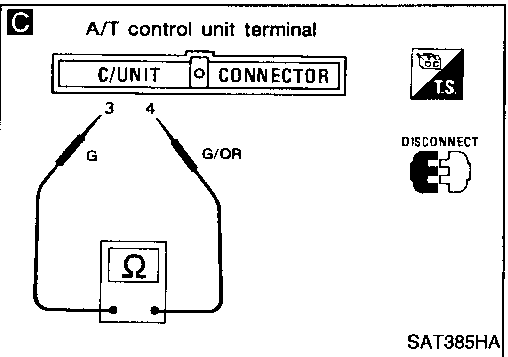 C
A/T control unit terminal
C/UNIT CONNECTOR
T.S.
3 4
DISCONNECT
G G/OR
Ω
SAT385HA